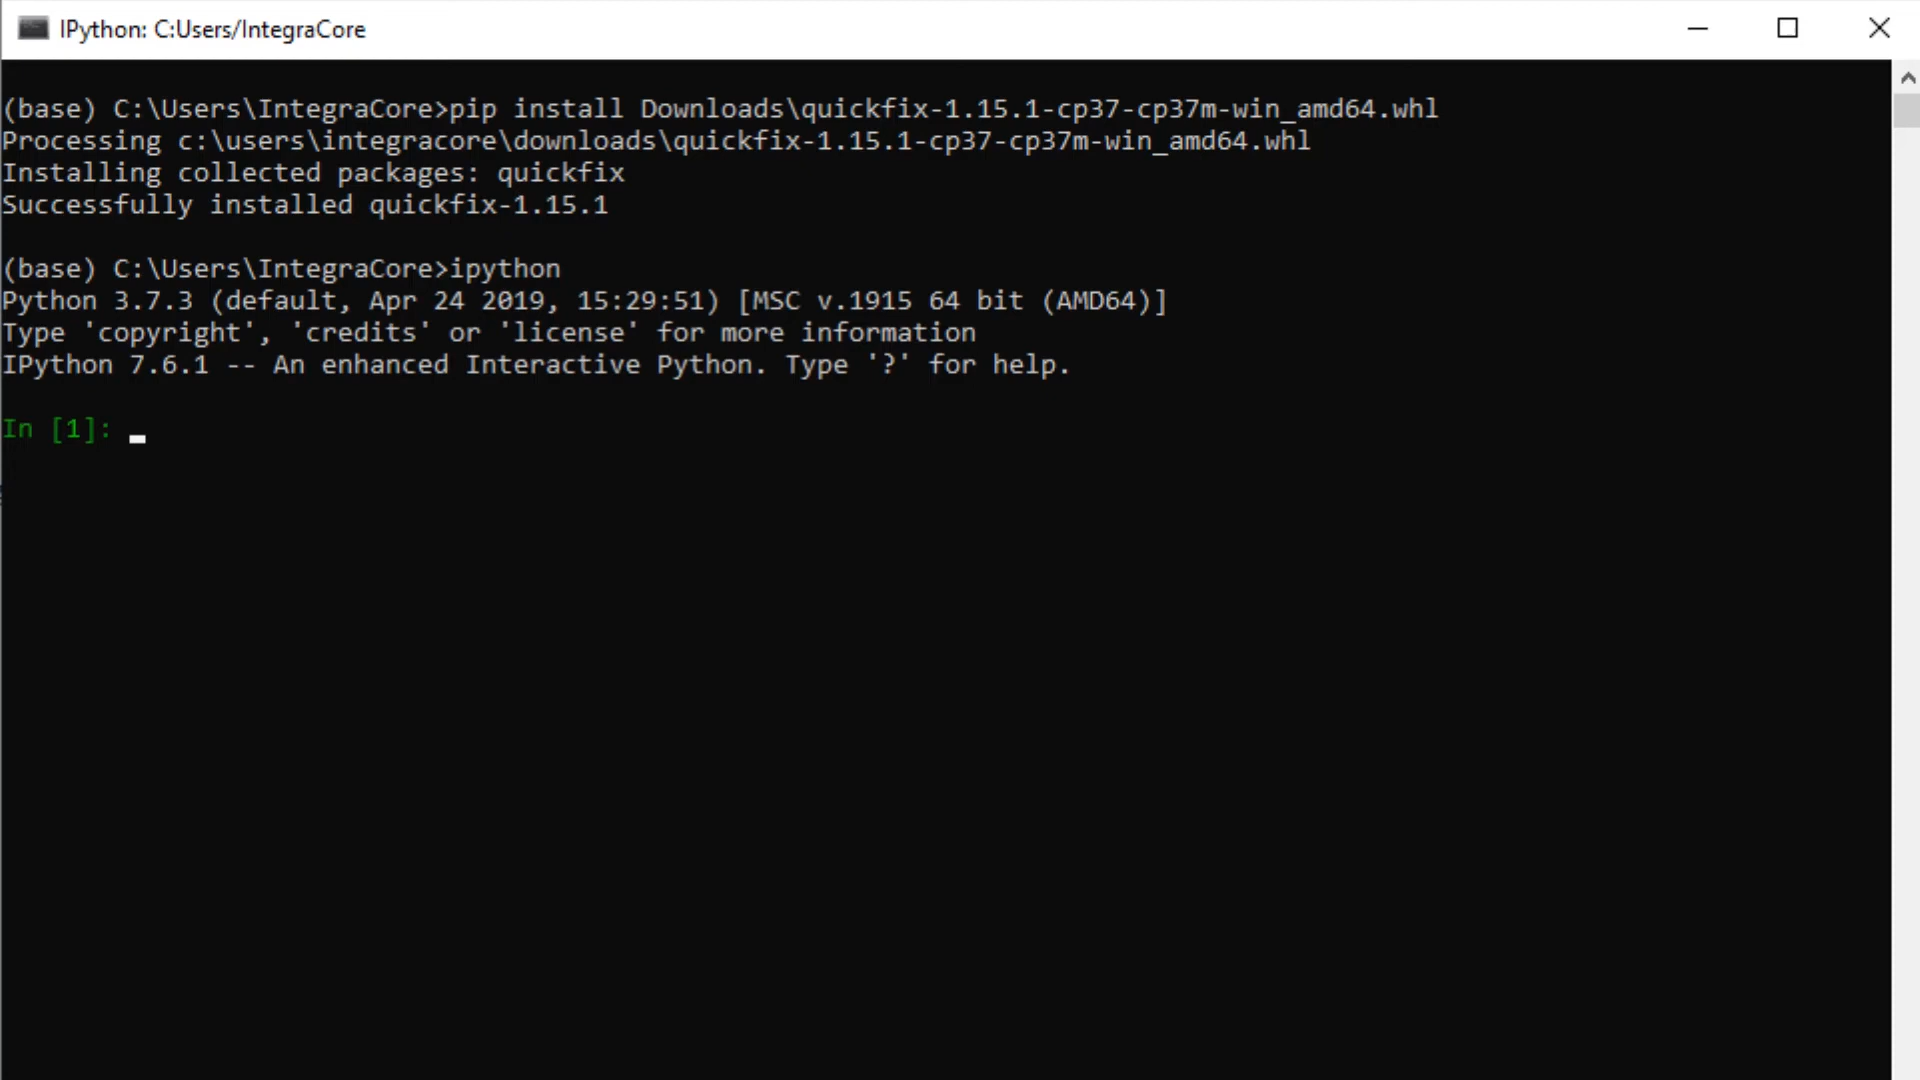 IPython: C:Users/IntegraCore
(base) C:\Users\IntegraCore>pip install Downloads\quickfix-1.15.1-cp37-cp37m-win_amd64.whl
Processing c:\users\integracore\downloads\quickfix-1.15.1-cp37-cp37m-win_amd64.whl
Installing collected packages: quickfix
Successfully installed quickfix-1.15.1
(base) C:\Users\IntegraCore>ipython
Python 3.7.3 (default, Apr 24 2019, 15:29:51) [MSC v.1915 64 bit (AMD64)]
Type 'copyright', 'credits' or 'license' for more information
IPython 7.6.1 -- An enhanced Interactive Python. Type '?' for help.
In [1]: